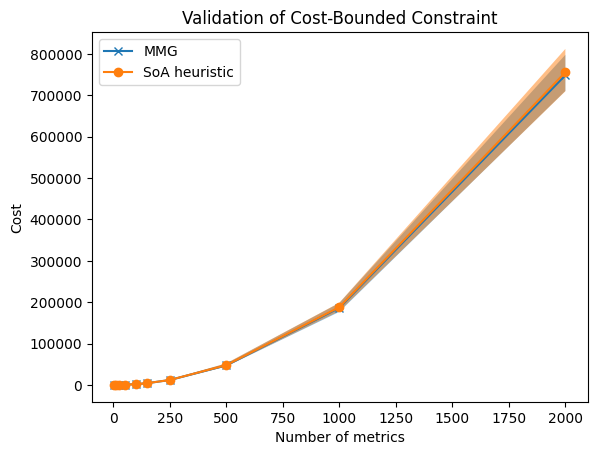 Validation of Cost-Bounded Constraint
MMG
SoA heuristic
Cost
800000
700000
600000
500000
400000
300000
200000
100000
0
0 250 500 750 1000 1250 1500 1750 2000
Number of metrics